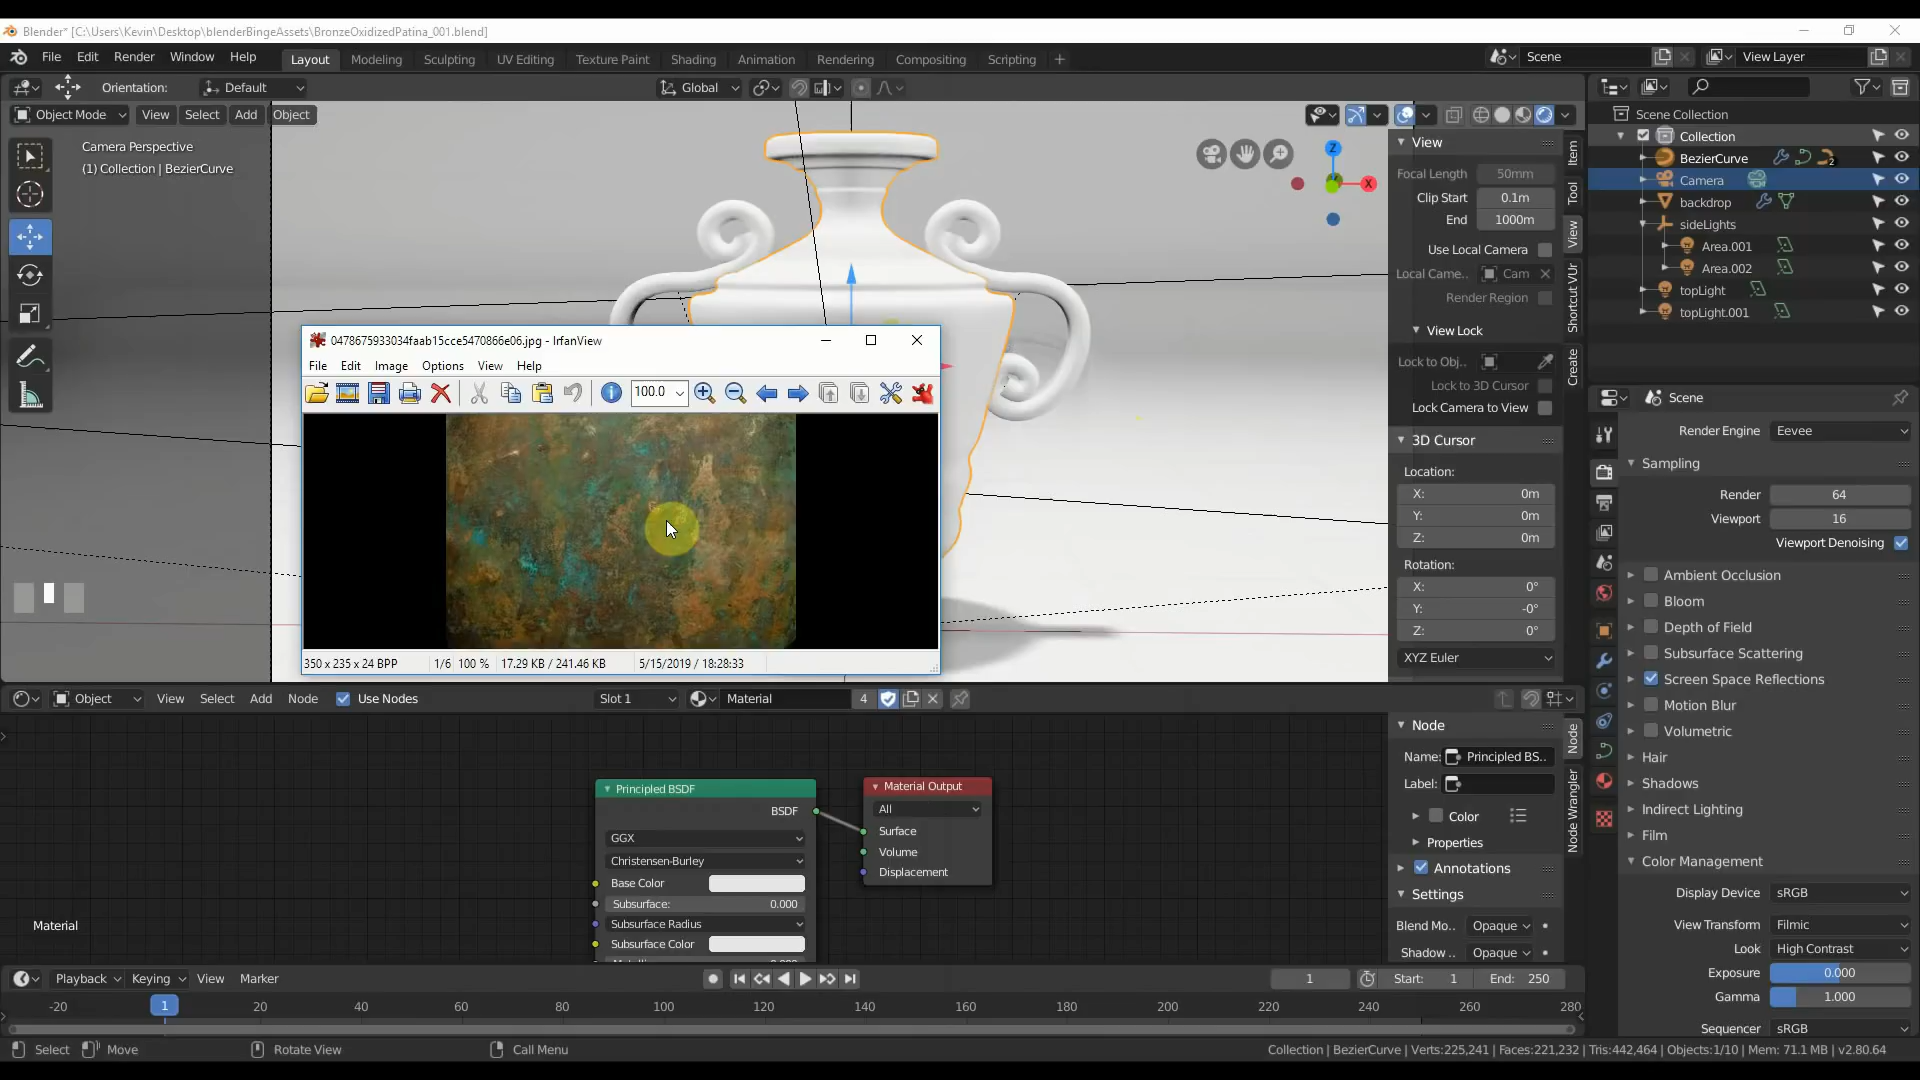 Blender* [C:\Users\Kevin\Desktop\blenderBingeAssets\BronzeOxidizedPatina_001.blend]
File Edit Render Window Help Layout Modeling Sculpting UV Editing Texture Paint Shading Animation Rendering Compositing Scripting + Scene View Layer
Orientation: Default Global
Object Mode View Select Add Object
Camera Perspective
(1) Collection | BezierCurve
Z
X
View
Focal Length 50mm
Clip Start 0.1m
End 1000m
Use Local Camera
Local Came.. Cam
Render Region
View Lock
Lock to Obj..
Lock to 3D Cursor
Lock Camera to View
3D Cursor
Location:
X: 0m
Y: 0m
Z: 0m
Rotation:
X: 0°
Y: -0°
Z: 0°
XYZ Euler
Item
Tool
View
Shortcut VUr
Create
Scene Collection
Collection
BezierCurve 2
Camera
backdrop
sideLights
Area.001
Area.002
topLight
topLight.001
Scene
Render Engine Eevee
Sampling
Render 64
Viewport 16
Viewport Denoising
Ambient Occlusion
Bloom
Depth of Field
Subsurface Scattering
Screen Space Reflections
Motion Blur
Volumetric
Hair
Shadows
Indirect Lighting
Film
Color Management
Display Device sRGB
View Transform Filmic
Look High Contrast
Exposure 0.000
Gamma 1.000
Sequencer sRGB
0478675933034faab15cce5470866e06.jpg - IrfanView
File Edit Image Options View Help
100.0
350 x 235 x 24 BPP 1/6 100 % 17.29 KB / 241.46 KB 5/15/2019 / 18:28:33
Object View Select Add Node Use Nodes Slot 1 Material 4
Principled BSDF
BSDF
GGX
Christensen-Burley
Base Color
Subsurface: 0.000
Subsurface Radius
Subsurface Color
Material Output
All
Surface
Volume
Displacement
Material
Node
Name: Principled BS..
Label:
Color
Properties
Annotations
Settings
Blend Mo.. Opaque
Shadow .. Opaque
Node
Node Wrangler
Playback Keying View Marker 1 Start: 1 End: 250
-20 1 20 40 60 80 100 120 140 160 180 200 220 240 260 280
Select Move Rotate View Call Menu Collection | BezierCurve | Verts:225,241 | Faces:221,232 | Tris:442,464 | Objects:1/10 | Mem: 71.1 MB | v2.80.64